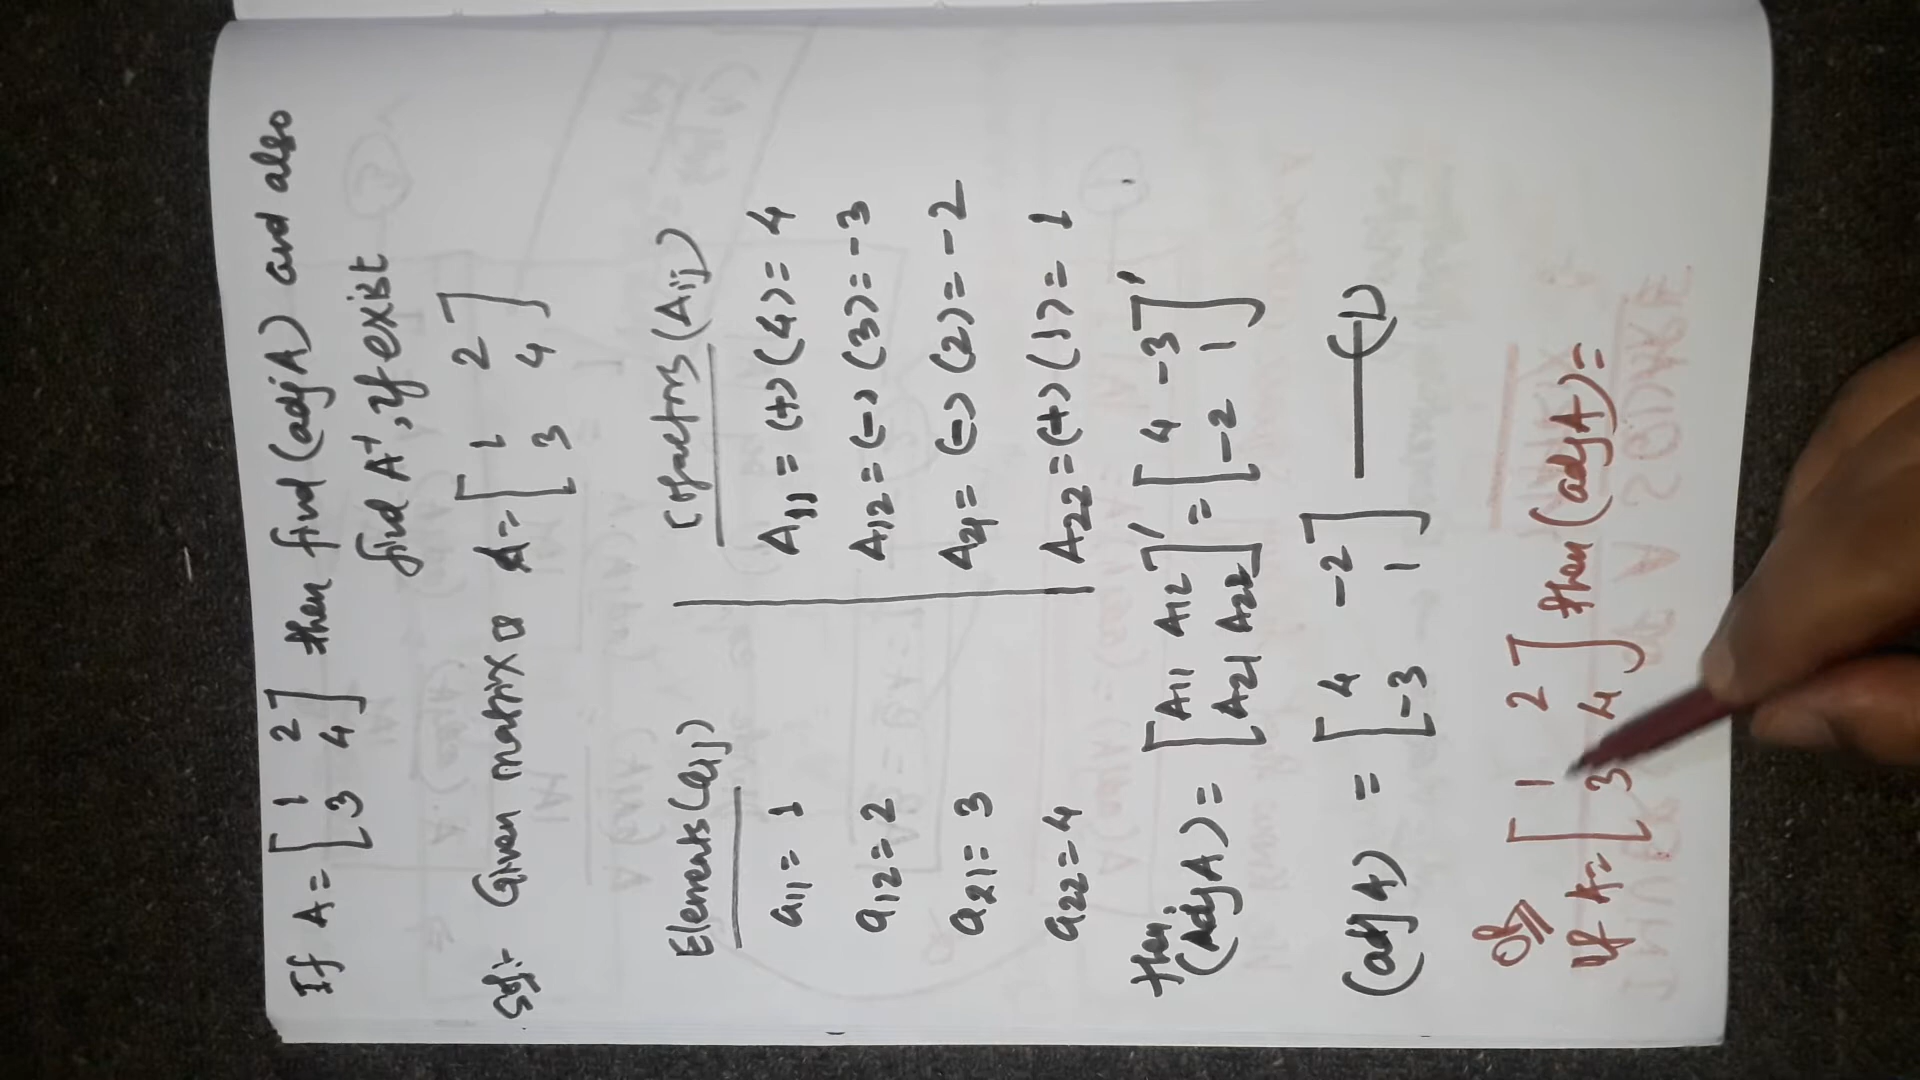 If A = [1 2 3 4] then find (adj A) and also
find A⁻¹, if exist
Sol:- Given matrix is A = [1 2 3 4]
Elements (aij) Cofactors (Aij)
a11 = 1 A11 = (+) (4) = 4
a12 = 2 A12 = (-) (3) = -3
a21 = 3 A21 = (-) (2) = -2
a22 = 4 A22 = (+) (1) = 1
then,
(adj A) = [A11 A12 A21 A22]' = [4 -3 -2 1]'
(adj A) = [4 -2 -3 1] — (1)
OR
If A = [1 2 3 4] then (adj A) =